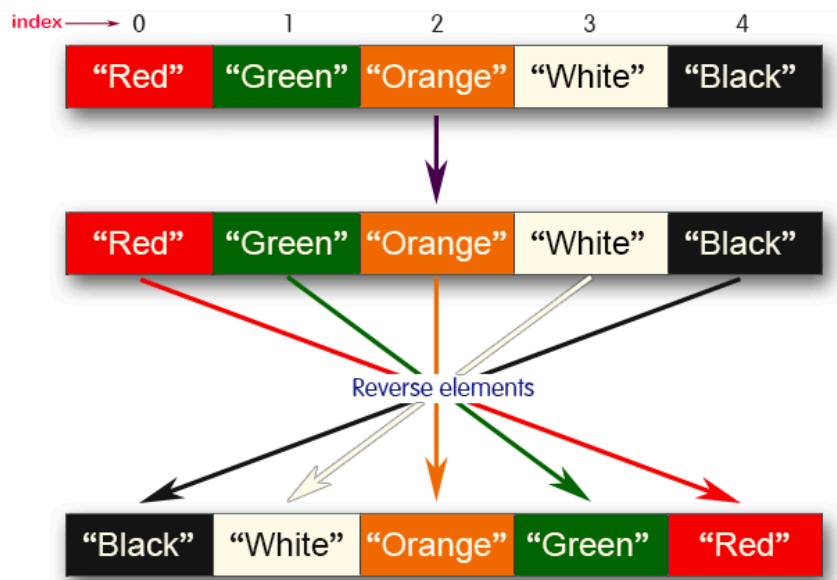 index 0 1 2 3 4
“Red” “Green” “Orange” “White” “Black”
“Red” “Green” “Orange” “White” “Black”
Reverse elements
“Black” “White” “Orange” “Green” “Red”